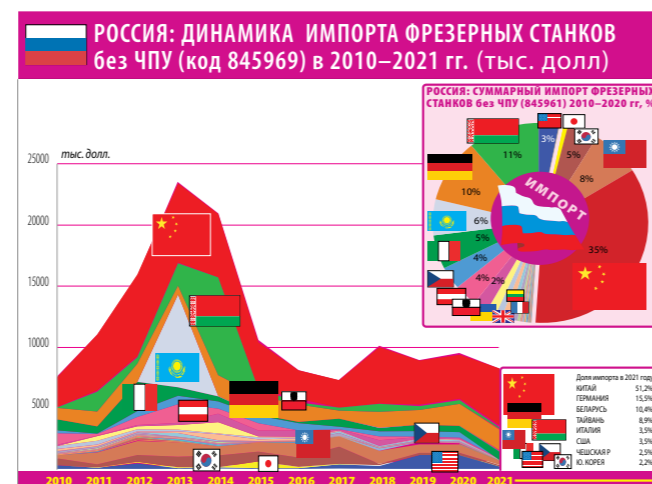 РОССИЯ: ДИНАМИКА ИМПОРТА ФРЕЗЕРНЫХ СТАНКОВ
без ЧПУ (код 845969) в 2010–2021 гг. (тыс. долл)
РОССИЯ: СУММАРНЫЙ ИМПОРТ ФРЕЗЕРНЫХ
СТАНКОВ без ЧПУ (845961) 2010–2020 гг, %
3%
5%
8%
35%
2%
4%
4%
5%
6%
10%
11%
ИМПОРТ
тыс.долл.
25000
20000
15000
10000
5000
Доля импорта в 2021 году
КИТАЙ 51,2%
ГЕРМАНИЯ 15,5%
БЕЛАРУСЬ 10,4%
ТАЙВАНЬ 8,9%
ИТАЛИЯ 3,5%
США 3,5%
ЧЕШСКАЯ Р 2,5%
Ю. КОРЕЯ 2,2%
2010 2011 2012 2013 2014 2015 2016 2017 2018 2019 2020 2021